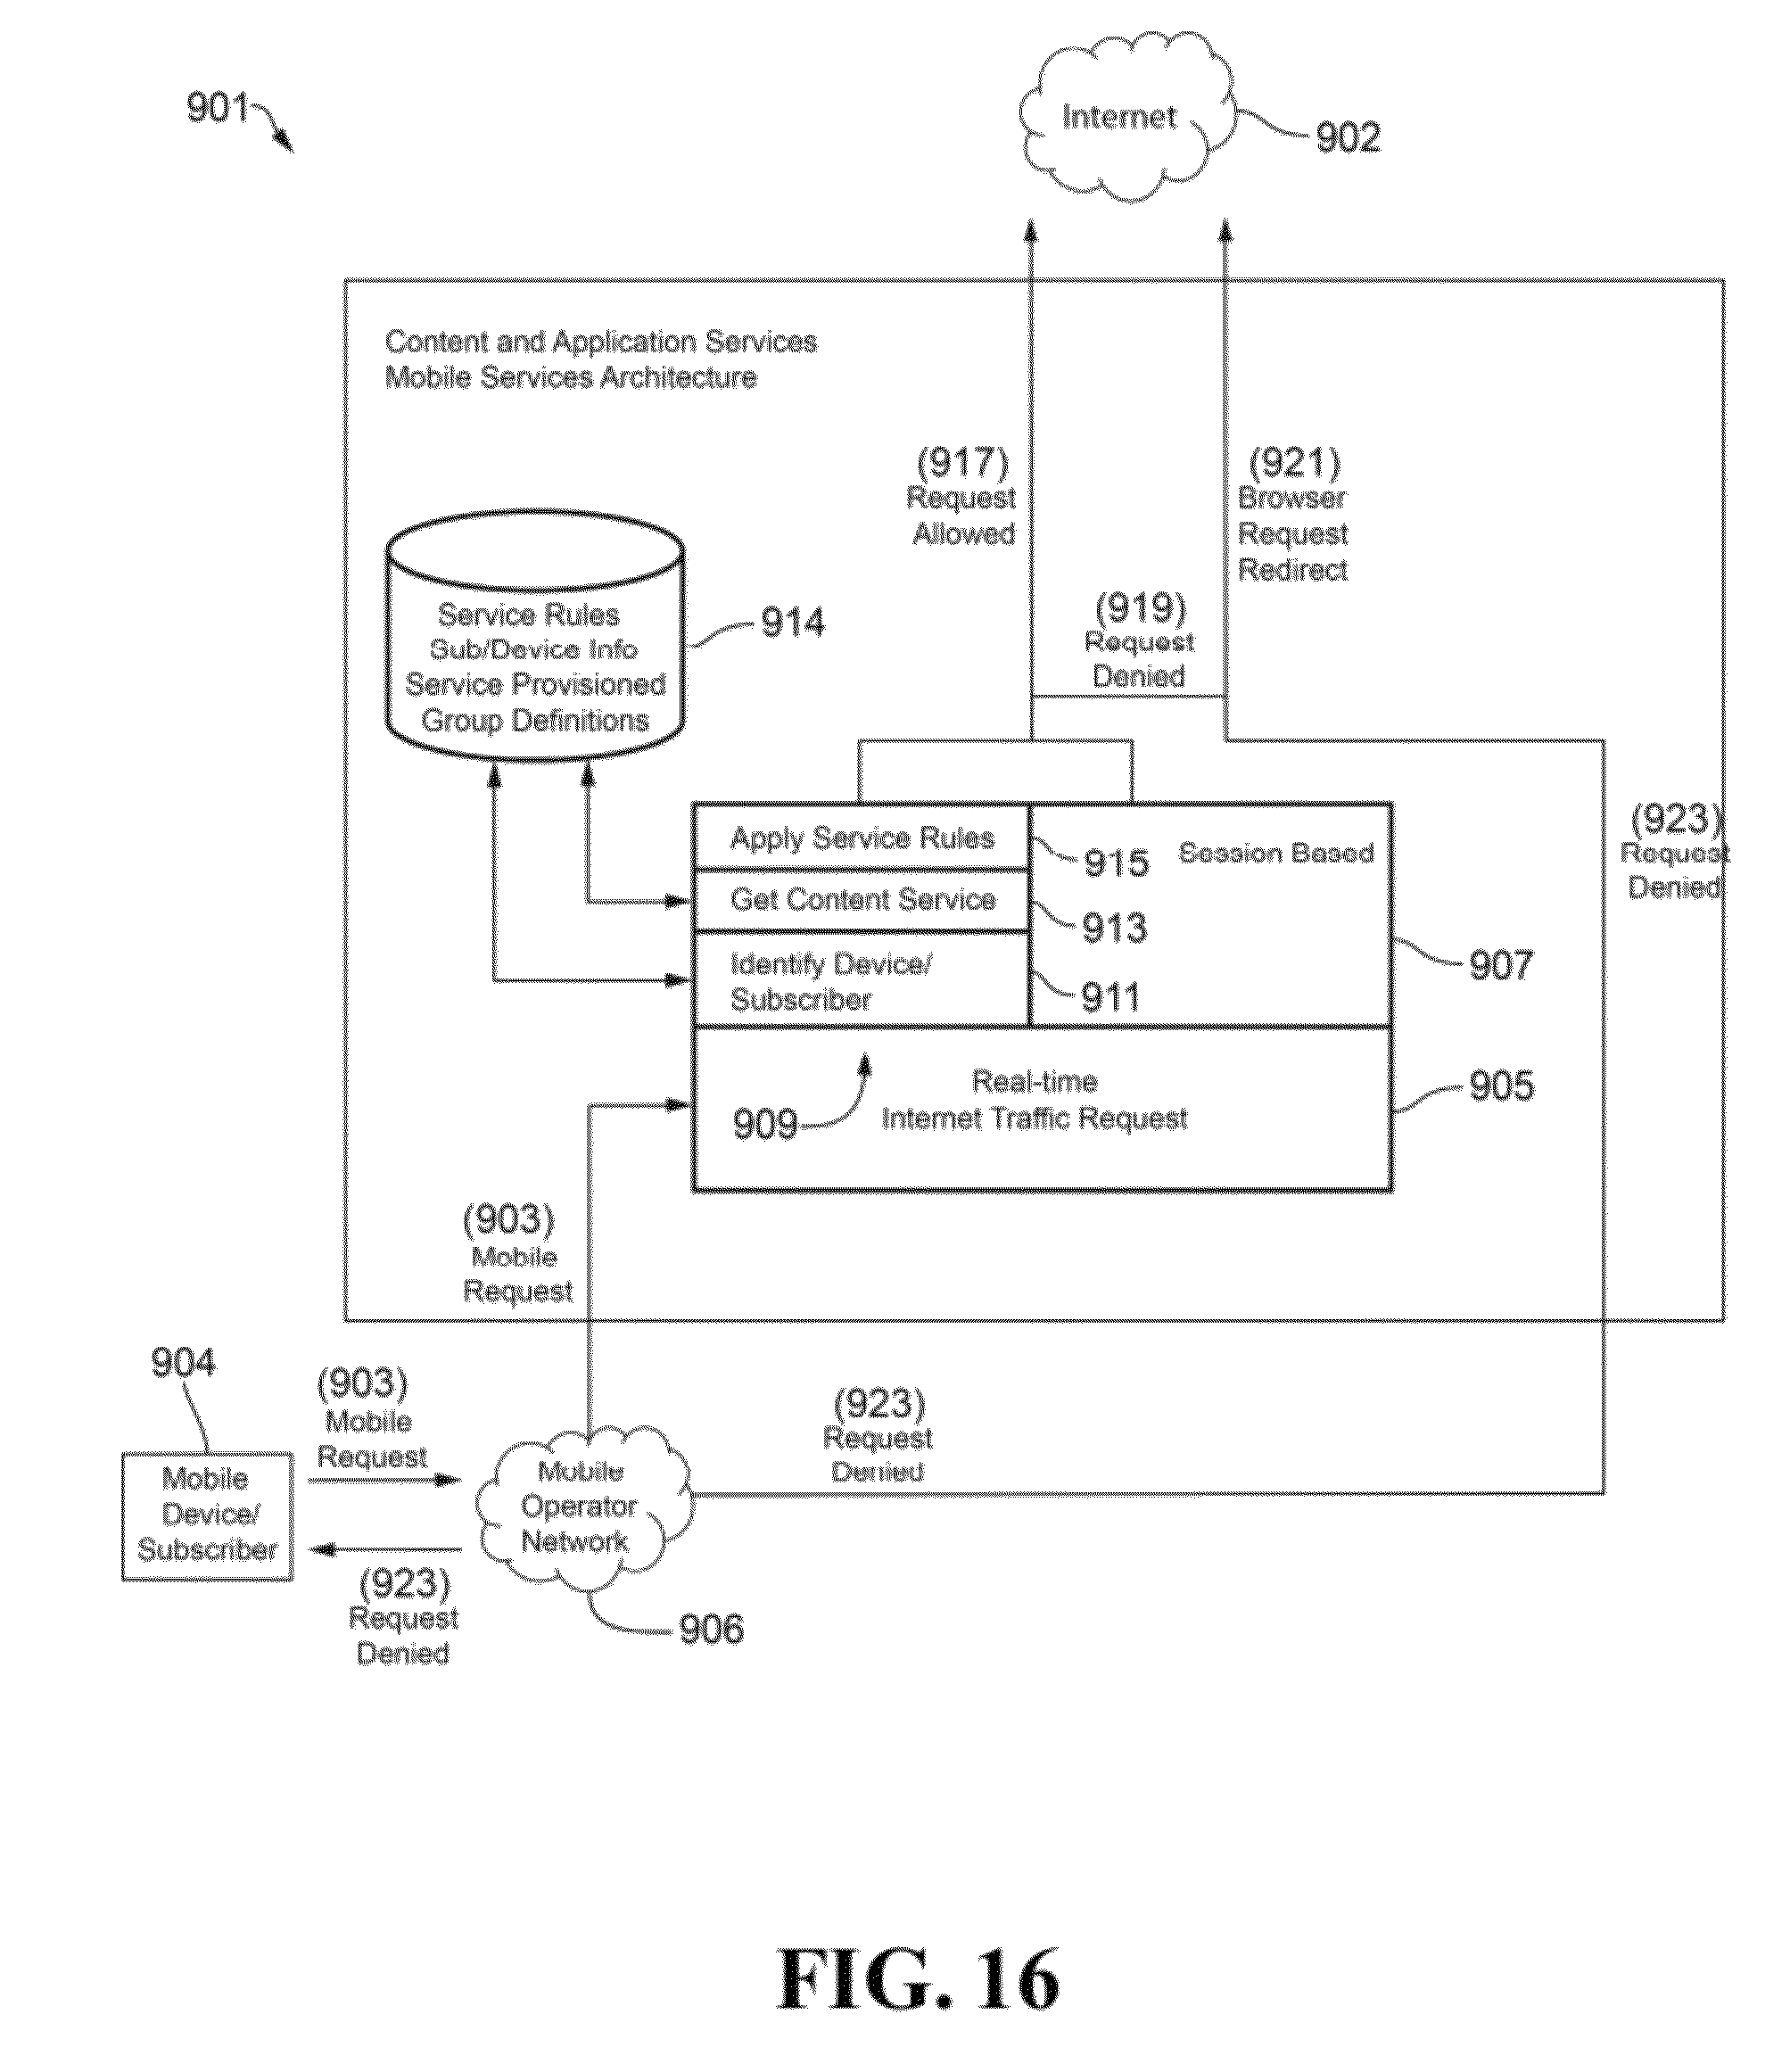 901
Internet
902
Content and Application Services
Mobile Services Architecture
(917)
Request
Allowed
(921)
Browser
Request
Redirect
(919)
Request
Denied
Service Rules
Sub/Device Info
Service Provisioned
Group Definitions
914
(923)
Request
Denied
Apply Service Rules
915
Session Based
Get Content Service
913
Identify Device/
Subscriber
911
907
Real-time
Internet Traffic Request
909
905
(903)
Mobile
Request
904
(903)
Mobile
Request
Mobile
Device/
Subscriber
(923)
Request
Denied
Mobile
Operator
Network
906
(923)
Request
Denied
FIG. 16